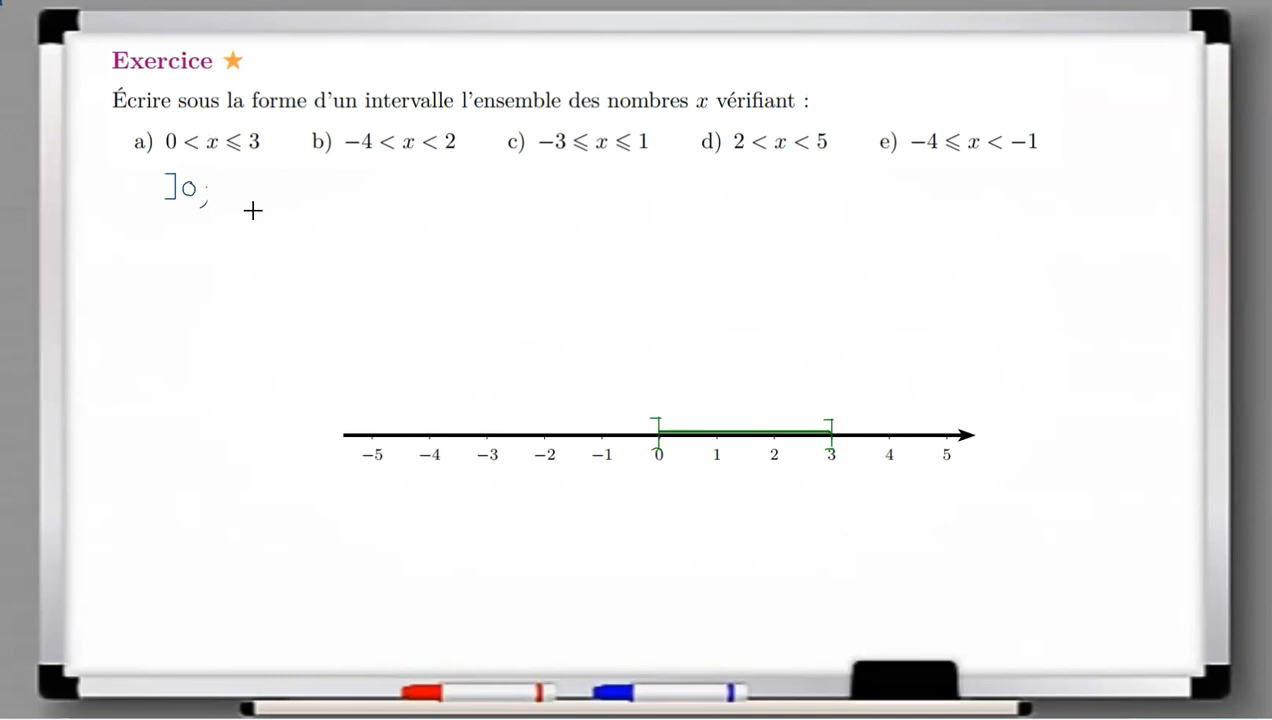 Exercice ★
Écrire sous la forme d'un intervalle l'ensemble des nombres x vérifiant :
a) 0 < x ⩽ 3 b) −4 < x < 2 c) −3 ⩽ x ⩽ 1 d) 2 < x < 5 e) −4 ⩽ x < −1
]0;
] ]
−5 −4 −3 −2 −1 0 1 2 3 4 5